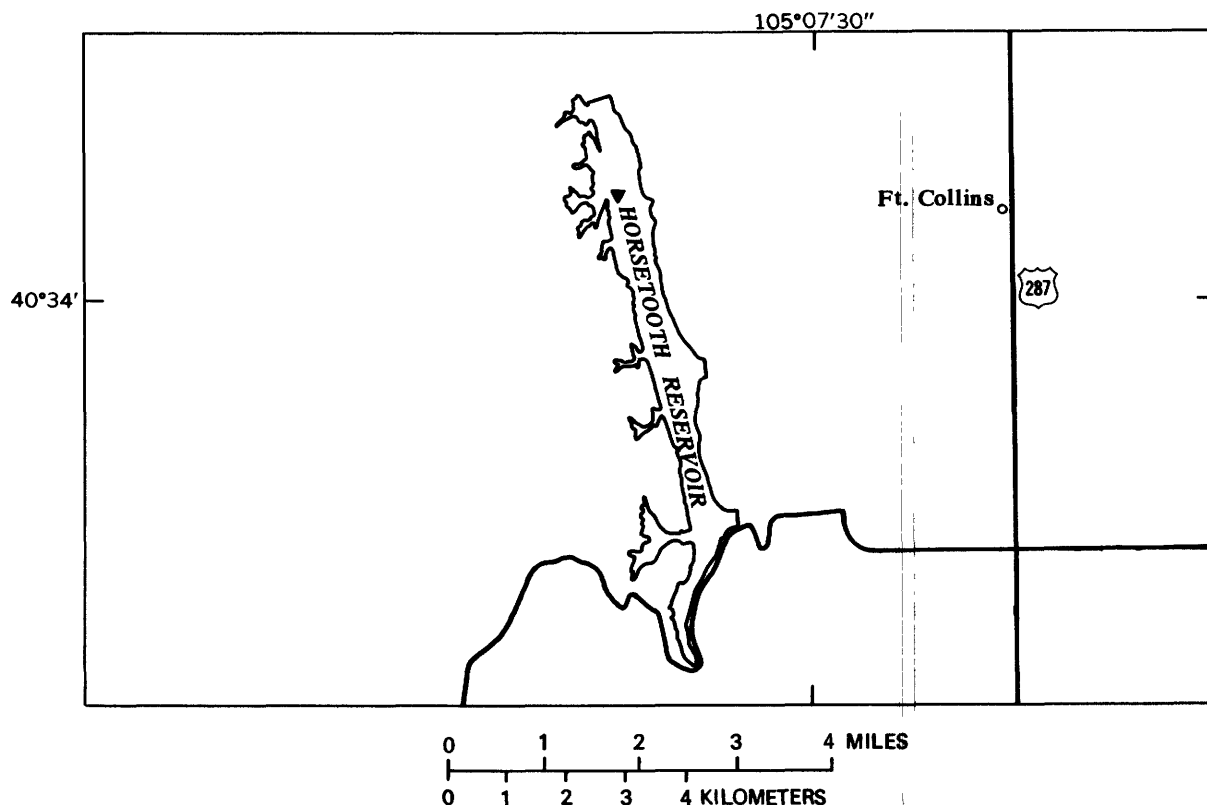 105°07'30"
Ft. Collins
HORSETOOTH RESERVOIR
40°34'
287
0 1 2 3 4 MILES
0 1 2 3 4 KILOMETERS